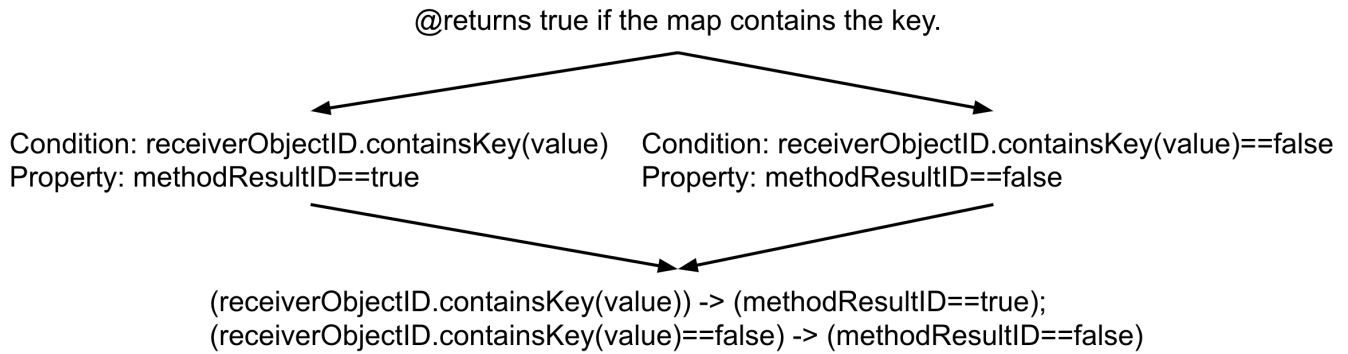 @returns true if the map contains the key.
Condition: receiverObjectID.containsKey(value)
Property: methodResultID==true
Condition: receiverObjectID.containsKey(value)==false
Property: methodResultID==false
(receiverObjectID.containsKey(value)) -> (methodResultID==true);
(receiverObjectID.containsKey(value)==false) -> (methodResultID==false)